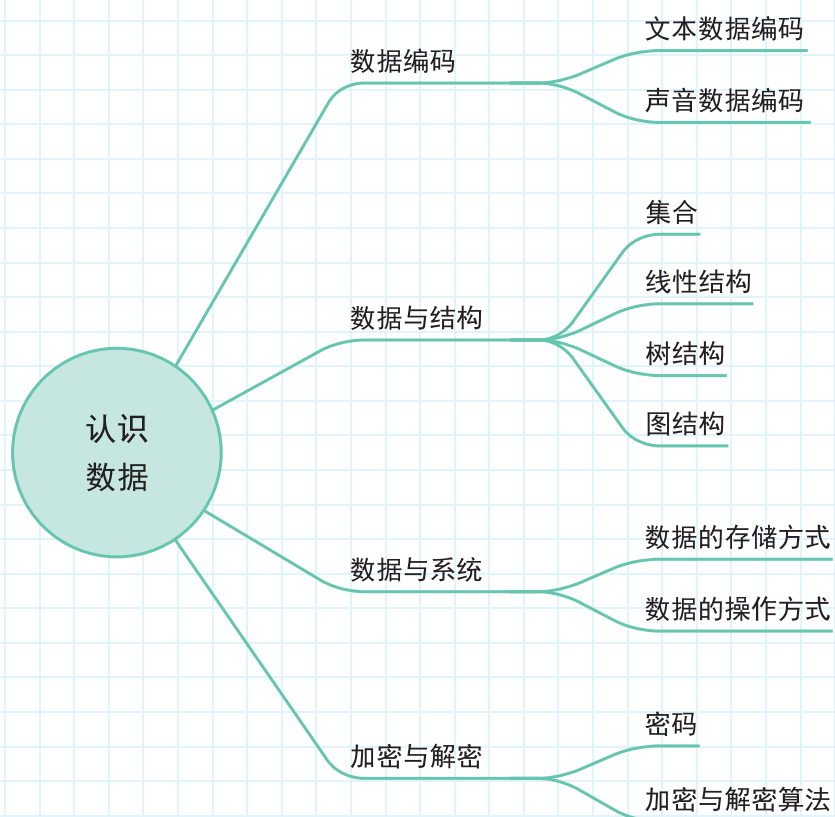 认识
数据
数据编码
文本数据编码
声音数据编码
数据与结构
集合
线性结构
树结构
图结构
数据与系统
数据的存储方式
数据的操作方式
加密与解密
密码
加密与解密算法